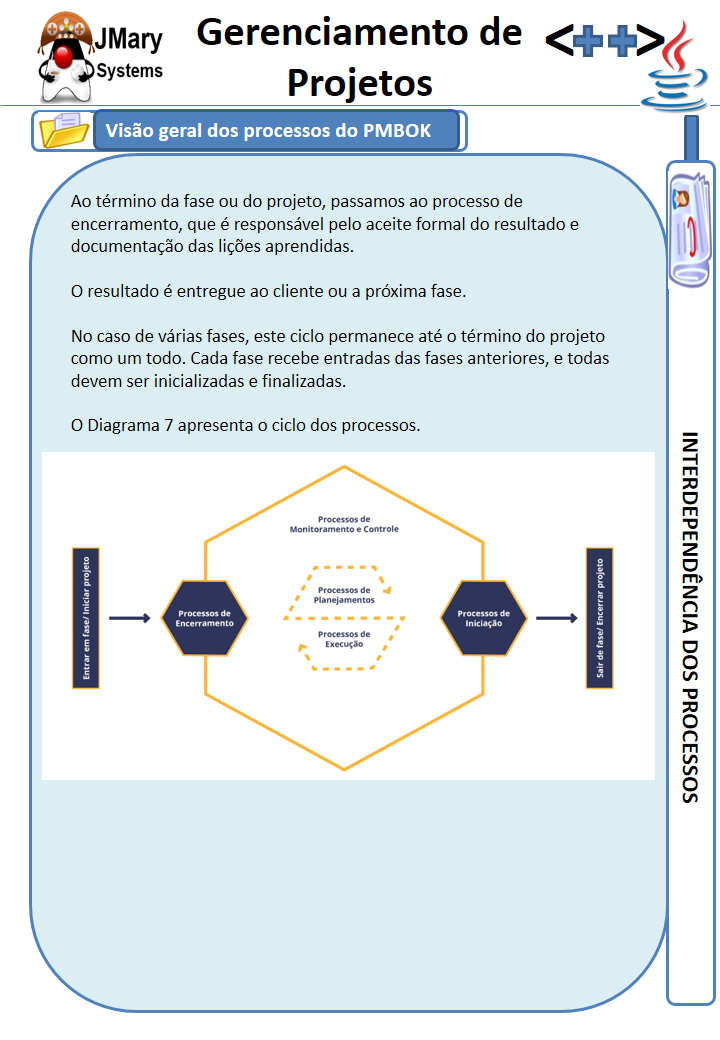 JMary
Systems
Gerenciamento de
Projetos
<++>
Visão geral dos processos do PMBOK
Ao término da fase ou do projeto, passamos ao processo de
encerramento, que é responsável pelo aceite formal do resultado e
documentação das lições aprendidas.
O resultado é entregue ao cliente ou a próxima fase.
No caso de várias fases, este ciclo permanece até o término do projeto
como um todo. Cada fase recebe entradas das fases anteriores, e todas
devem ser inicializadas e finalizadas.
O Diagrama 7 apresenta o ciclo dos processos.
Processos de
Monitoramento e Controle
Entrar em fase/ Iniciar projeto
Processos de
Encerramento
Processos de
Planejamentos
Processos de
Execução
Processos de
Iniciação
Sair de fase/ Encerrar projeto
INTERDEPENDÊNCIA DOS PROCESSOS